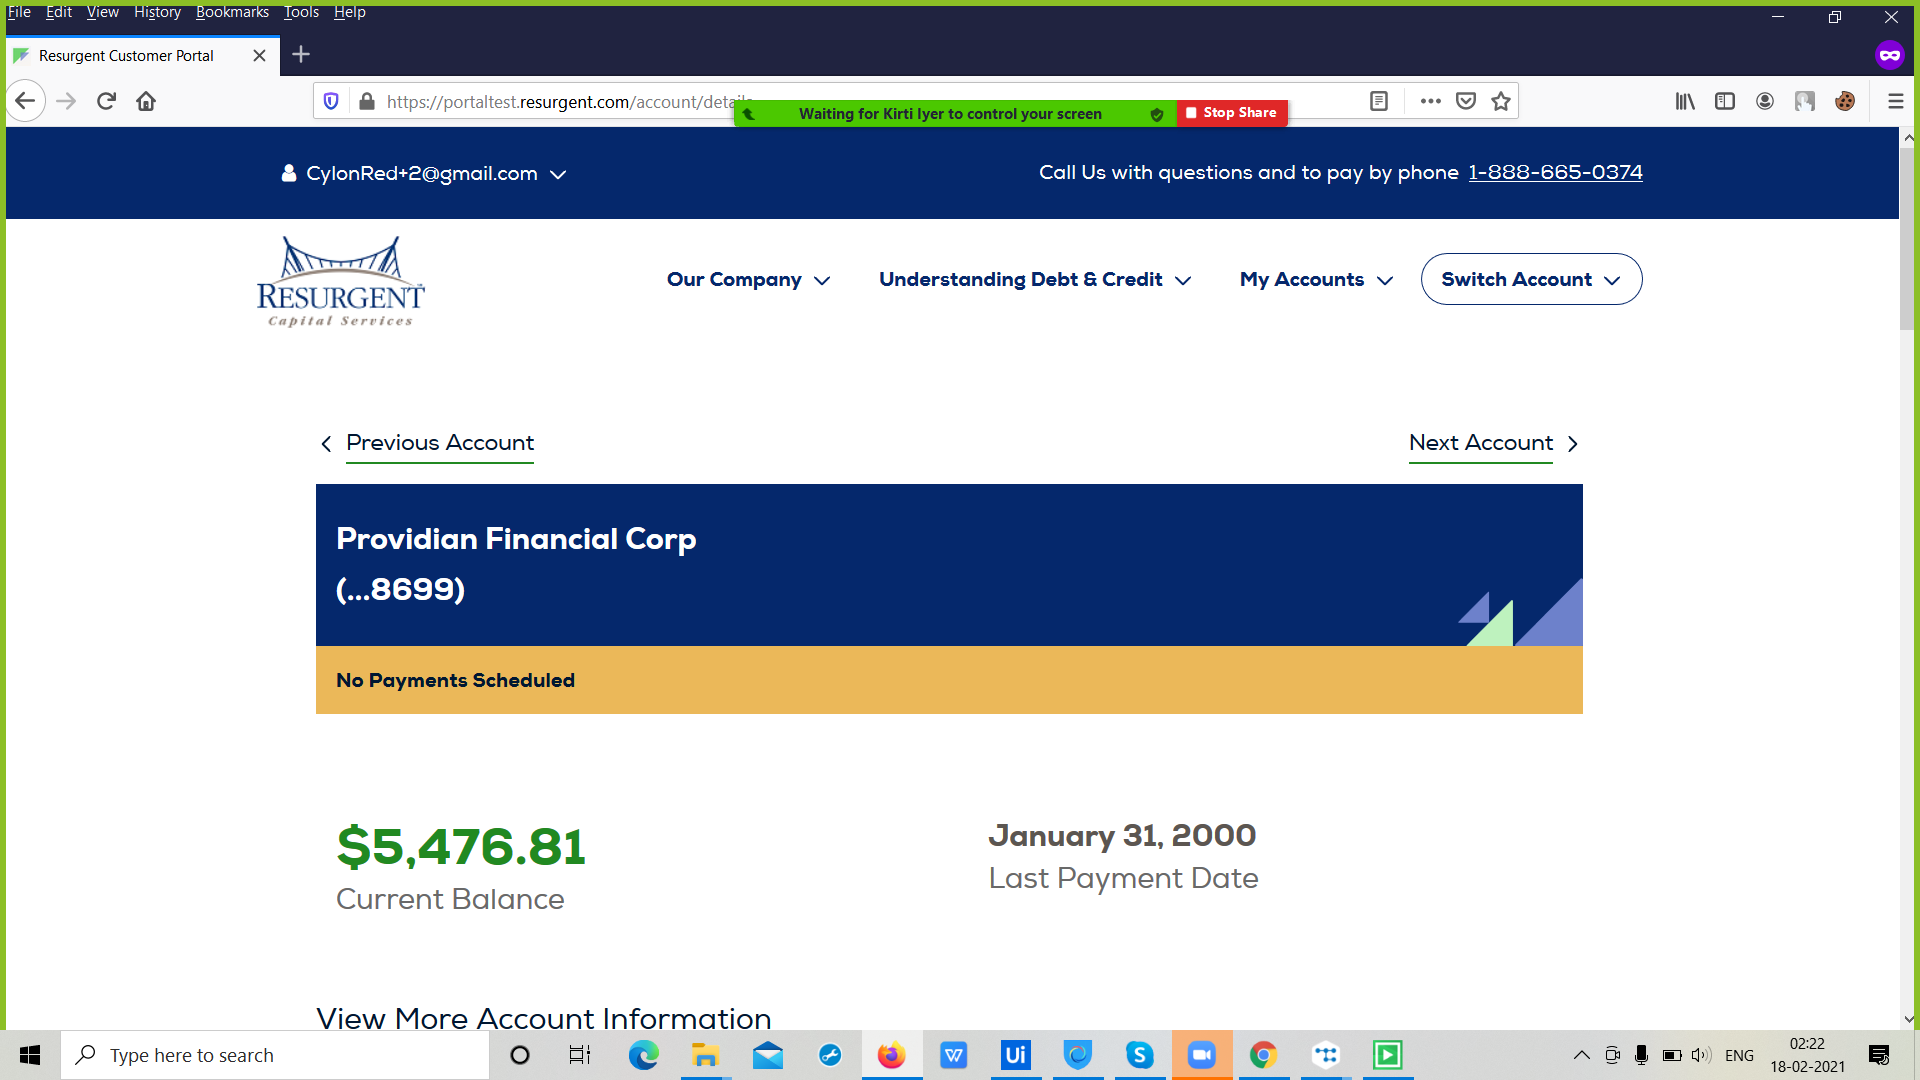 File Edit View History Bookmarks Tools Help
Resurgent Customer Portal
https://portaltest.resurgent.com/account/details
Waiting for Kirti Iyer to control your screen
Stop Share
CylonRed+2@gmail.com
Call Us with questions and to pay by phone 1-888-665-0374
RESURGENT
Capital Services
Our Company
Understanding Debt & Credit
My Accounts
Switch Account
Previous Account
Next Account
Providian Financial Corp
(...8699)
No Payments Scheduled
$5,476.81
Current Balance
January 31, 2000
Last Payment Date
View More Account Information
Type here to search
W
Ui
S
ENG
02:22
18-02-2021